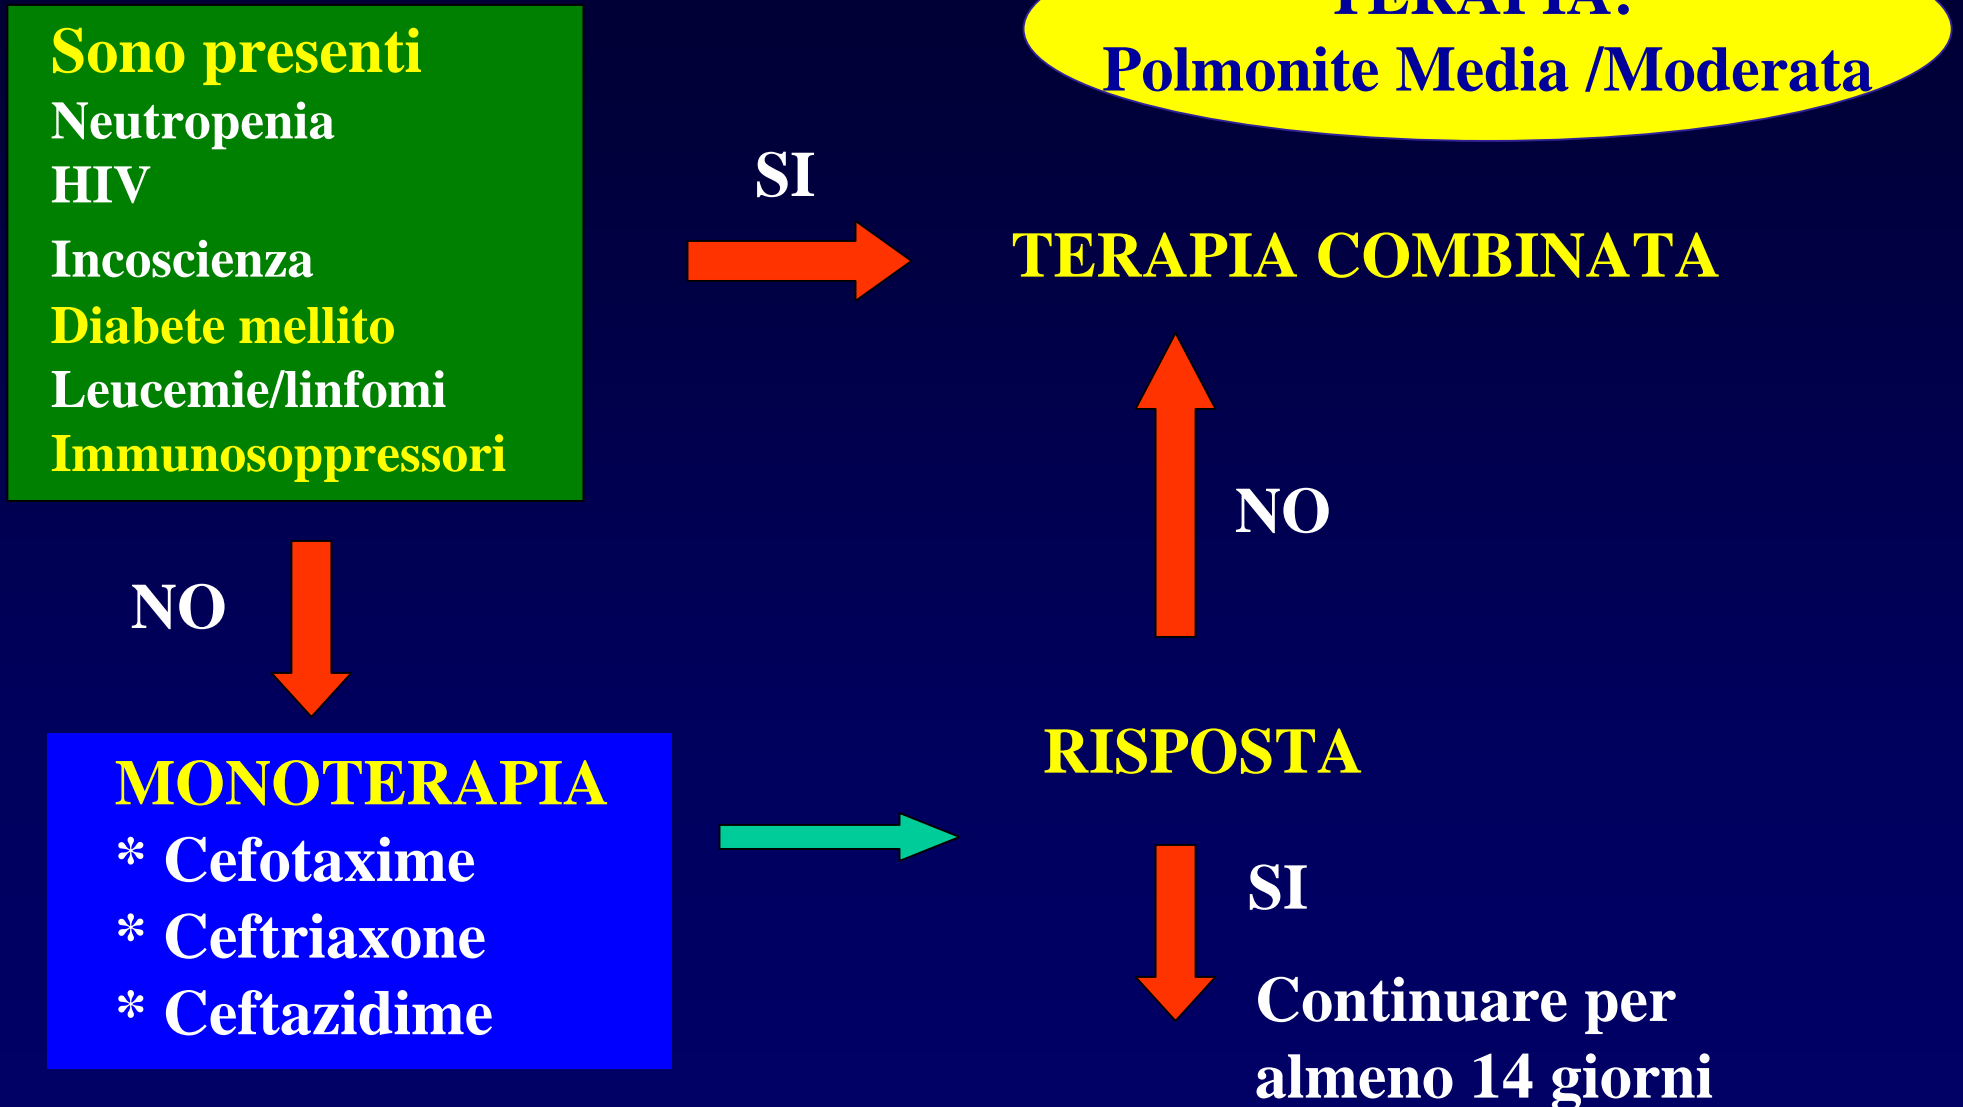 TERAPIA:
Polmonite Media /Moderata
Sono presenti
Neutropenia
HIV
Incoscienza
Diabete mellito
Leucemie/linfomi
Immunosoppressori
SI
TERAPIA COMBINATA
NO
NO
MONOTERAPIA
* Cefotaxime
* Ceftriaxone
* Ceftazidime
RISPOSTA
SI
Continuare per
almeno 14 giorni